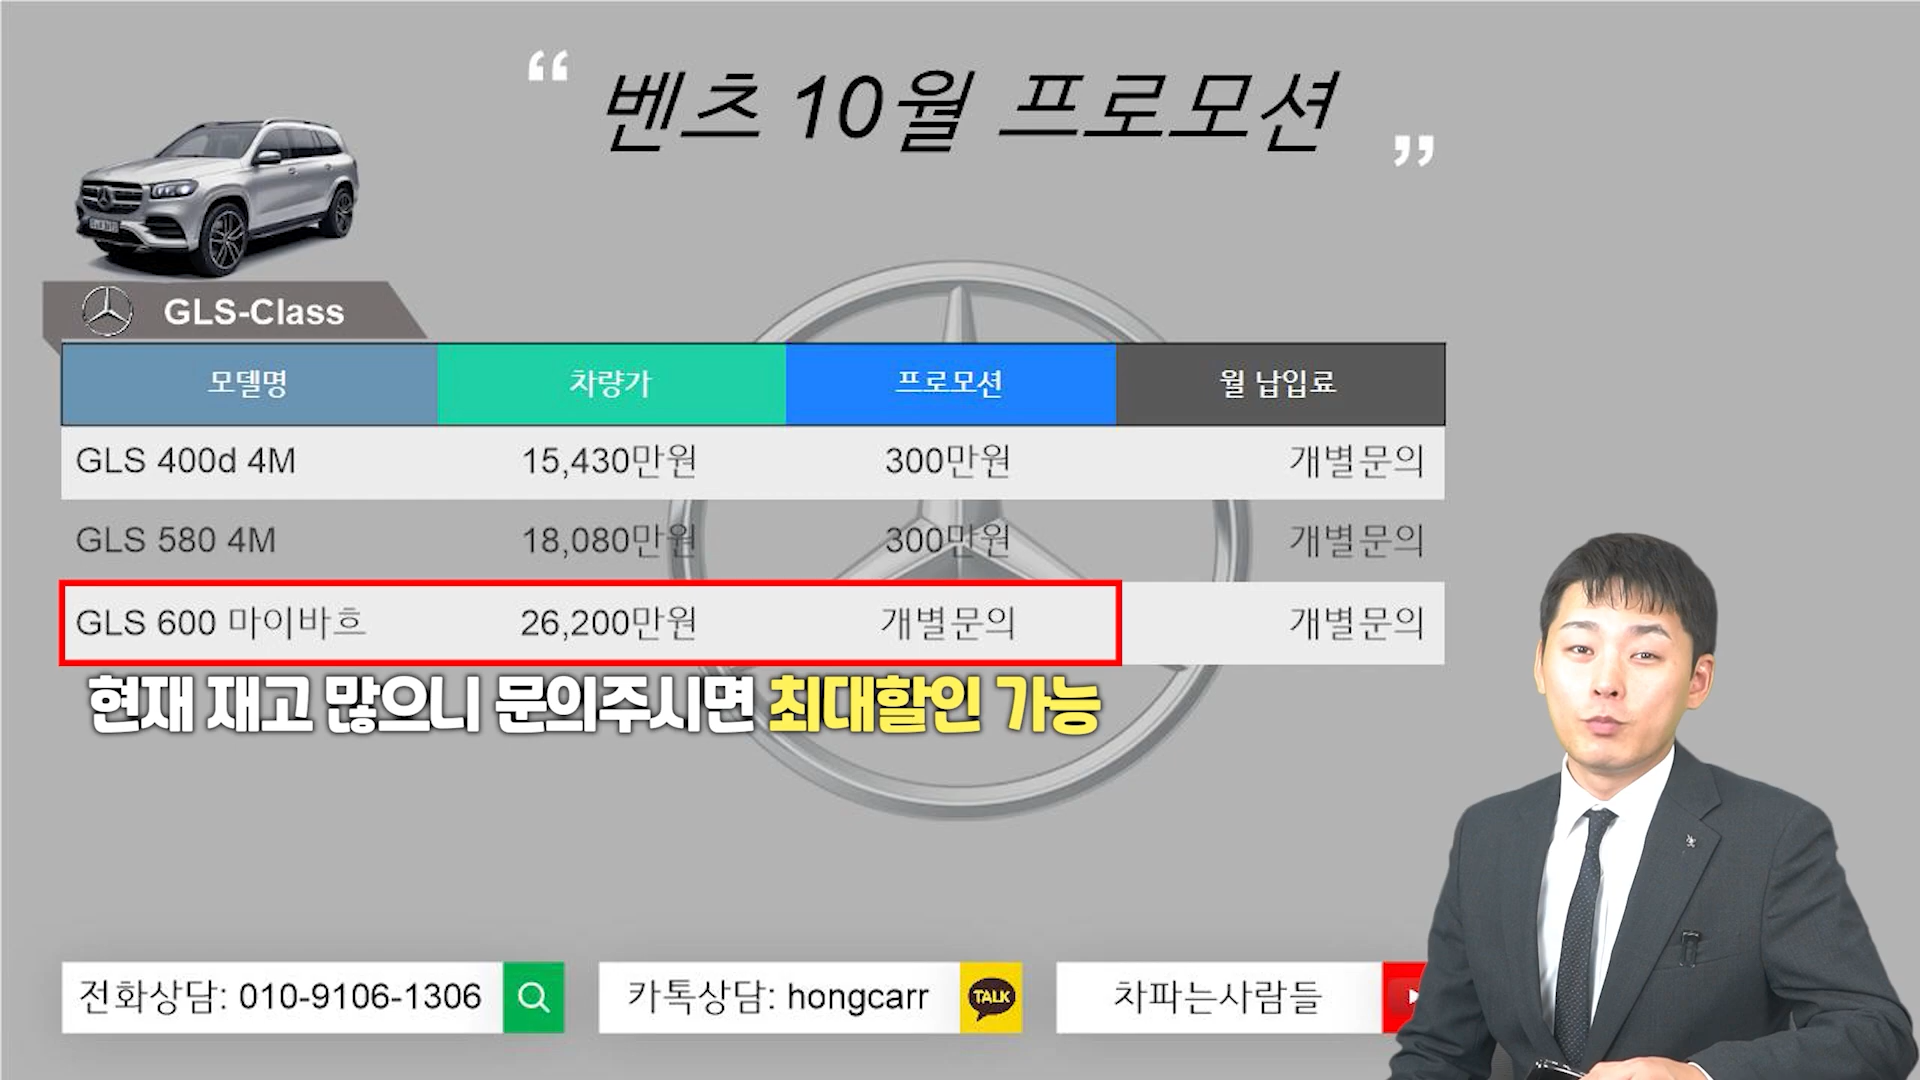 “ 벤츠 10월 프로모션 ”
GLS-Class
모델명 차량가 프로모션 월 납입료
GLS 400d 4M 15,430만원 300만원 개별문의
GLS 580 4M 18,080만원 300만원 개별문의
GLS 600 마이바흐 26,200만원 개별문의 개별문의
현재 재고 많으니 문의주시면 최대할인 가능
전화상담: 010-9106-1306 카톡상담: hongcarr TALK 차파는사람들